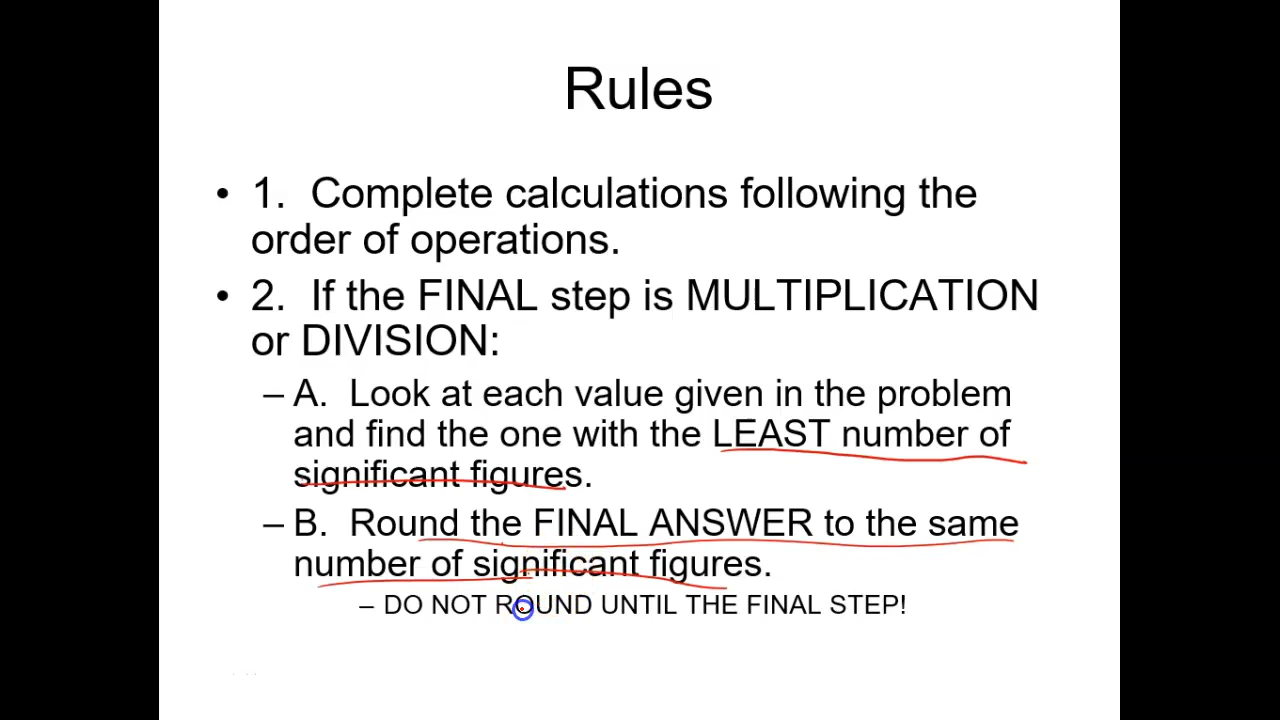 Rules
• 1. Complete calculations following the
order of operations.
• 2. If the FINAL step is MULTIPLICATION
or DIVISION:
– A. Look at each value given in the problem
and find the one with the LEAST number of
significant figures.
– B. Round the FINAL ANSWER to the same
number of significant figures.
– DO NOT ROUND UNTIL THE FINAL STEP!